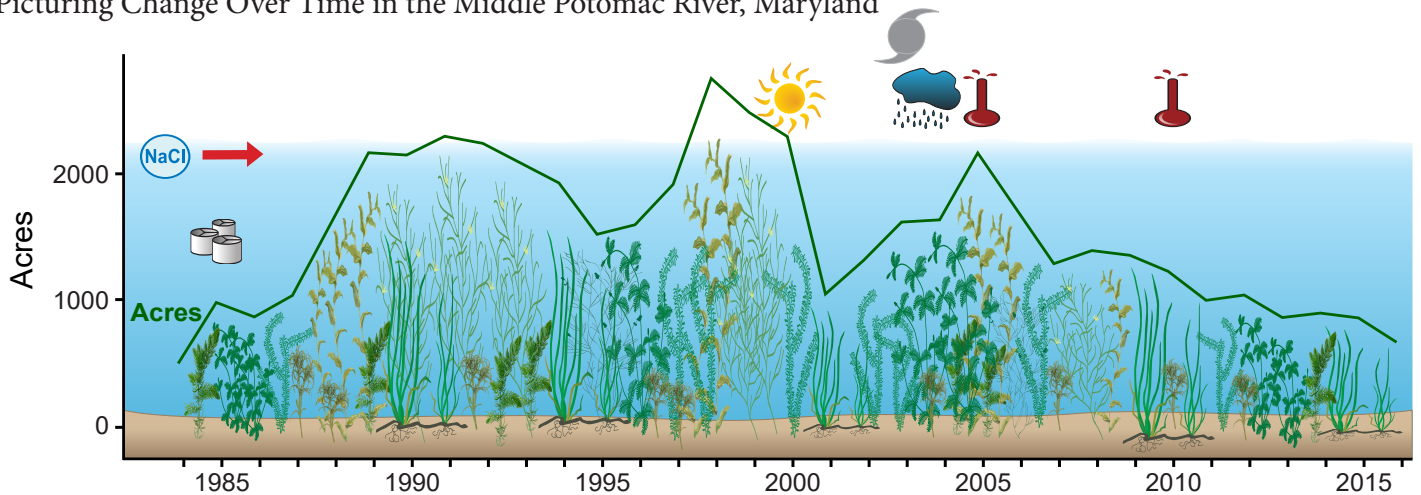 Picturing Change Over Time in the Middle Potomac River, Maryland
NaCl
2000
1000
0
Acres
Acres
1985
1990
1995
2000
2005
2010
2015